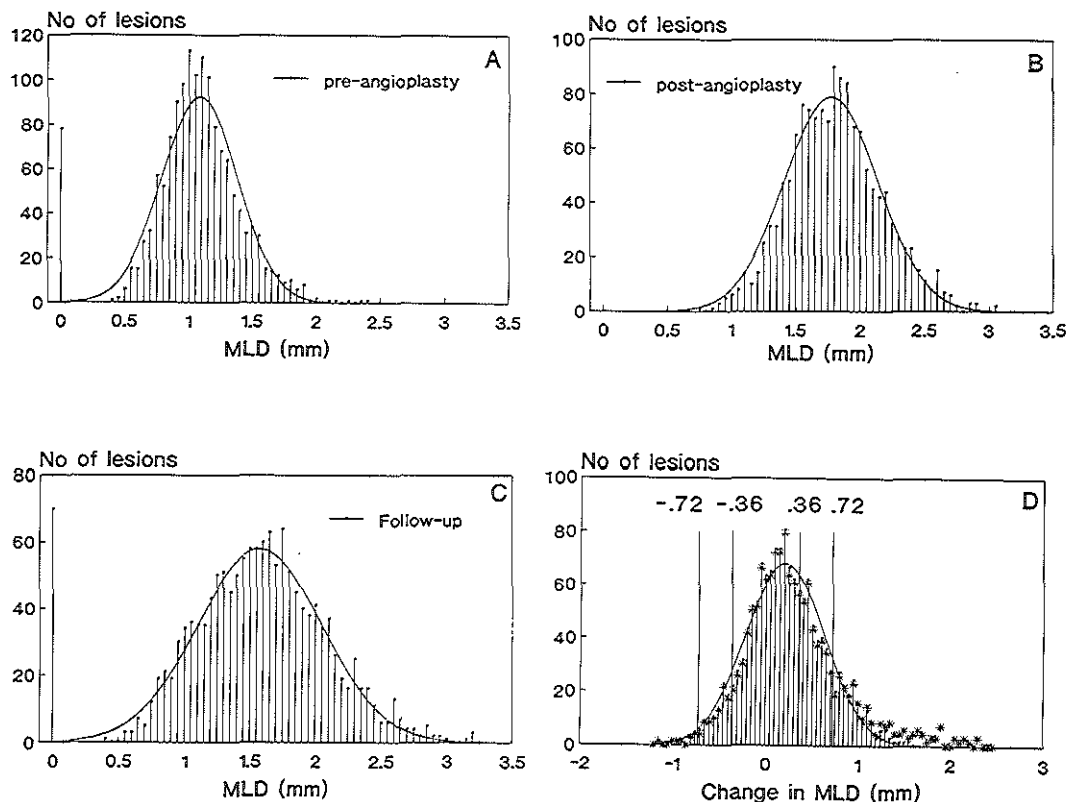 No of lesions
120
100
80
60
40
20
0
A
pre-angioplasty
0 0.5 1 1.5 2 2.5 3 3.5
MLD (mm)
No of lesions
100
80
60
40
20
0
B
post-angioplasty
0 0.5 1 1.5 2 2.5 3 3.5
MLD (mm)
No of lesions
80
60
40
20
0
C
Follow-up
0 0.5 1 1.5 2 2.5 3 3.5
MLD (mm)
No of lesions
100
80
60
40
20
0
D
-.72 -.36 .36 .72
-2 -1 0 1 2 3
Change in MLD (mm)